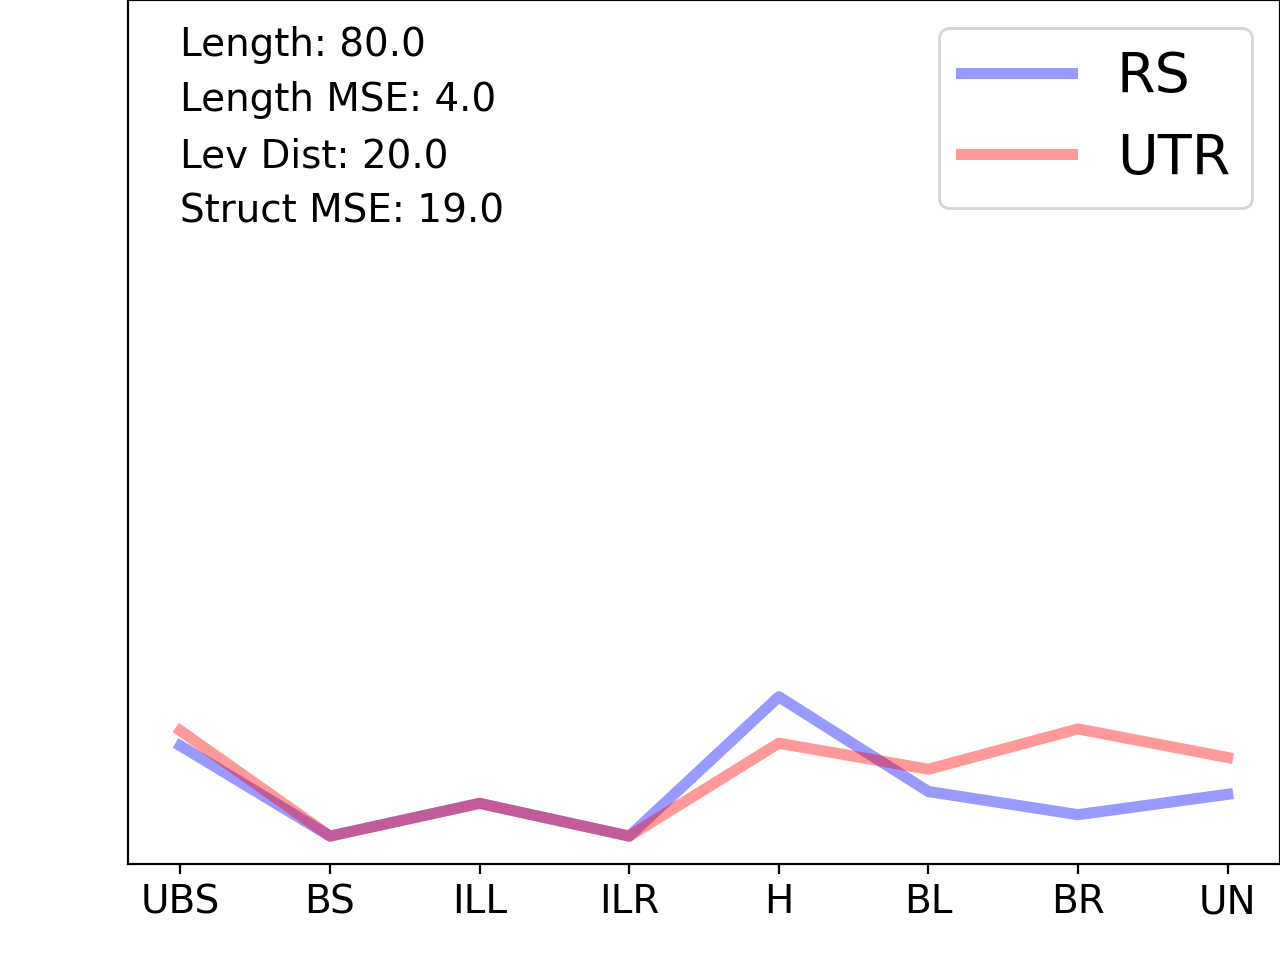 Length: 80.0
Length MSE: 4.0
Lev Dist: 20.0
Struct MSE: 19.0
RS
UTR
UBS BS ILL ILR H BL BR UN